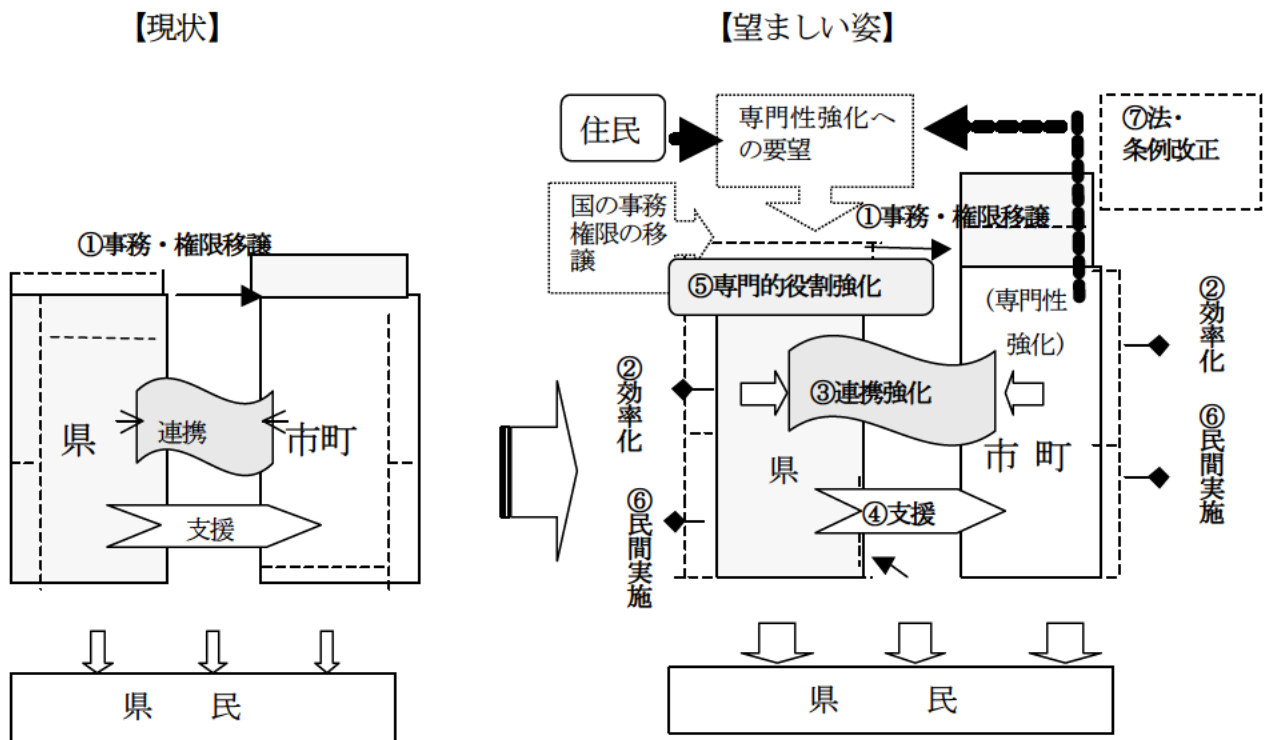 【現状】
①事務・権限移譲
県
連携
市町
支援
県　民
【望ましい姿】
住民
専門性強化へ
の要望
⑦法・
条例改正
国の事務
権限の移
譲
①事務・権限移譲
⑤専門的役割強化
（専門性
強化）
②効率化
③連携強化
②効率化
県
市 町
⑥民間実施
④支援
⑥民間実施
県　民